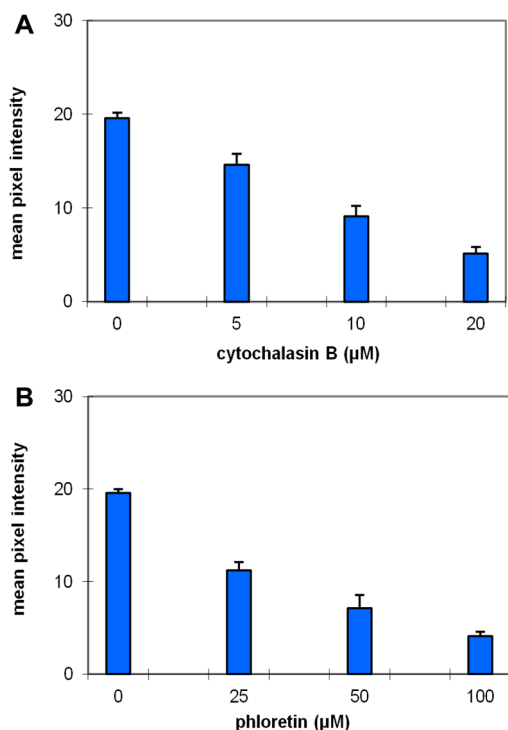 A
mean pixel intensity
30
20
10
0
0 5 10 20
cytochalasin B (µM)
B
mean pixel intensity
30
20
10
0
0 25 50 100
phloretin (µM)